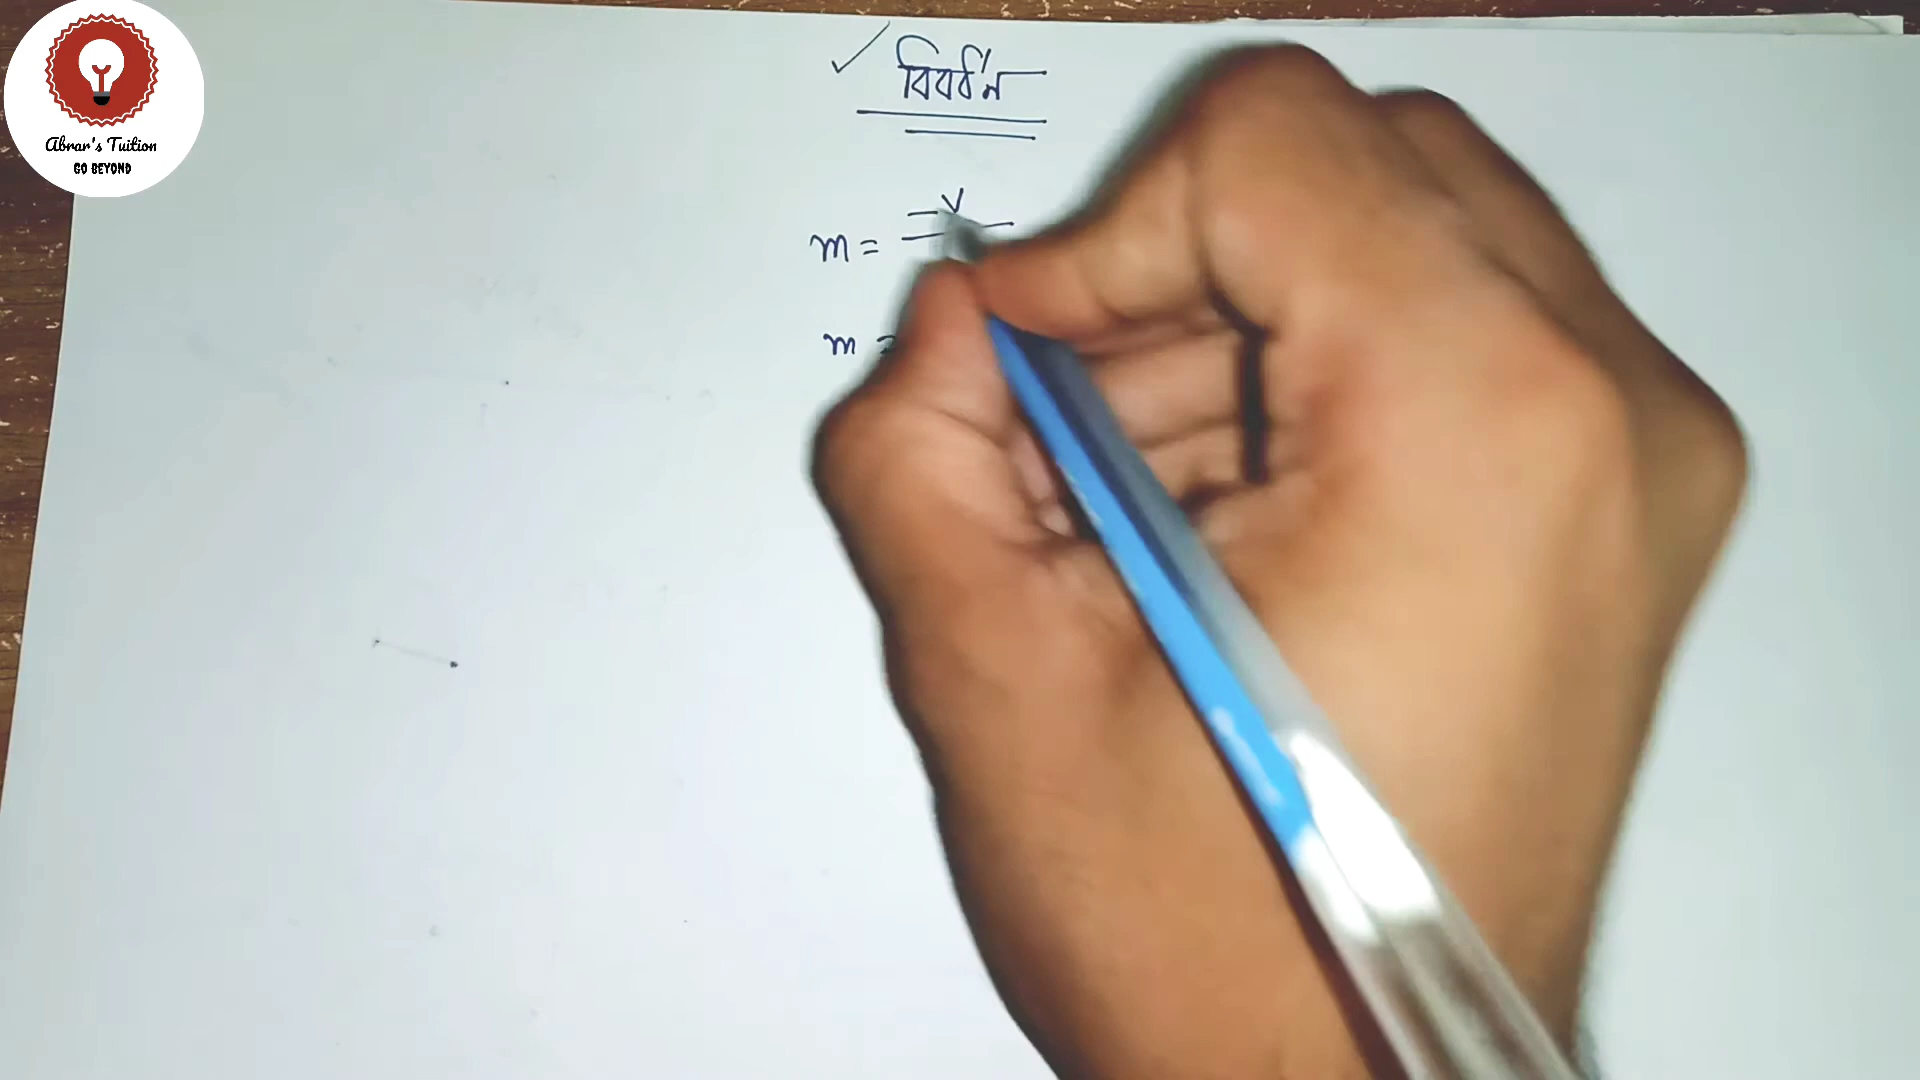 Abrar's Tuition
GO BEYOND
বিবর্ধন
m = -v
m =